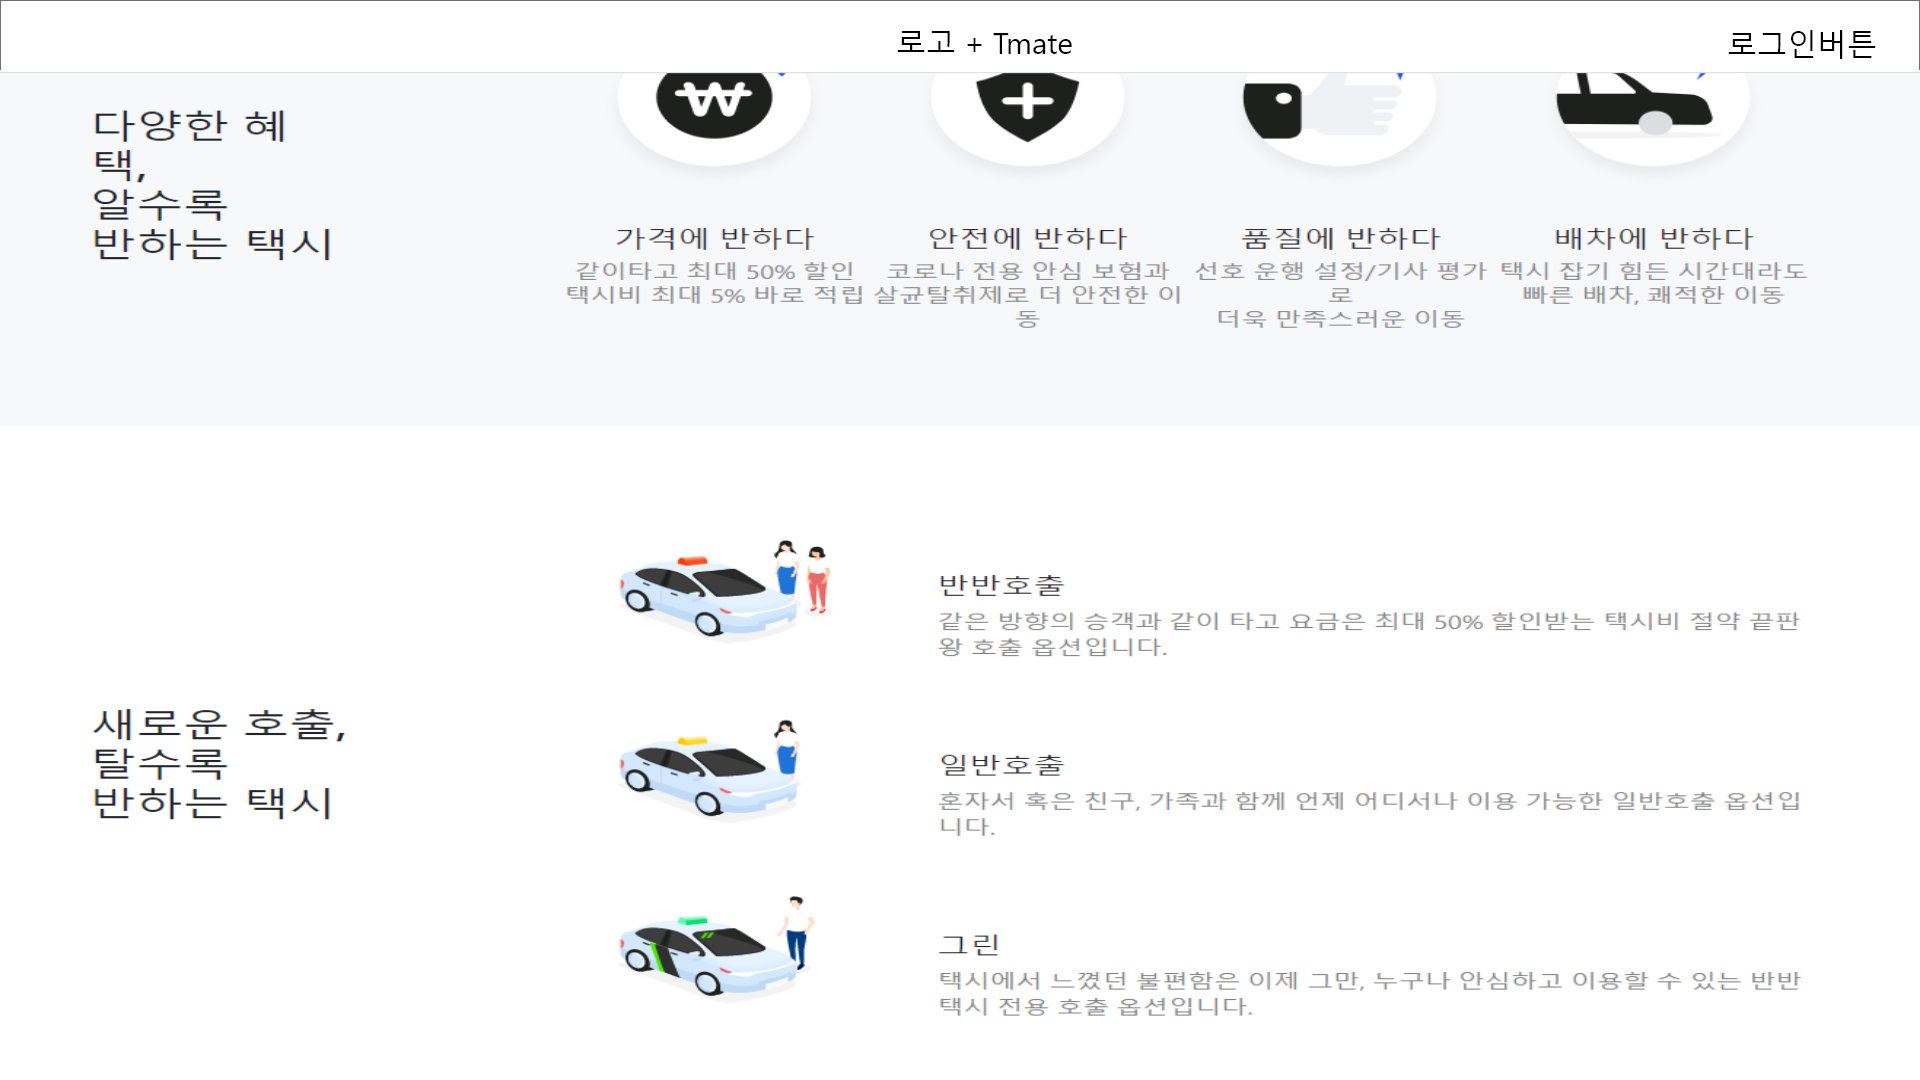 로고 + Tmate
로그인버튼
다양한 혜
택,
알수록
반하는 택시
가격에 반하다
같이타고 최대 50% 할인
택시비 최대 5% 바로 적립
안전에 반하다
코로나 전용 안심 보험과
살균탈취제로 더 안전한 이
동
품질에 반하다
선호 운행 설정/기사 평가
로
더욱 만족스러운 이동
배차에 반하다
택시 잡기 힘든 시간대라도
빠른 배차, 쾌적한 이동
새로운 호출,
탈수록
반하는 택시
반반호출
같은 방향의 승객과 같이 타고 요금은 최대 50% 할인받는 택시비 절약 끝판
왕 호출 옵션입니다.
일반호출
혼자서 혹은 친구, 가족과 함께 언제 어디서나 이용 가능한 일반호출 옵션입
니다.
그린
택시에서 느꼈던 불편함은 이제 그만, 누구나 안심하고 이용할 수 있는 반반
택시 전용 호출 옵션입니다.